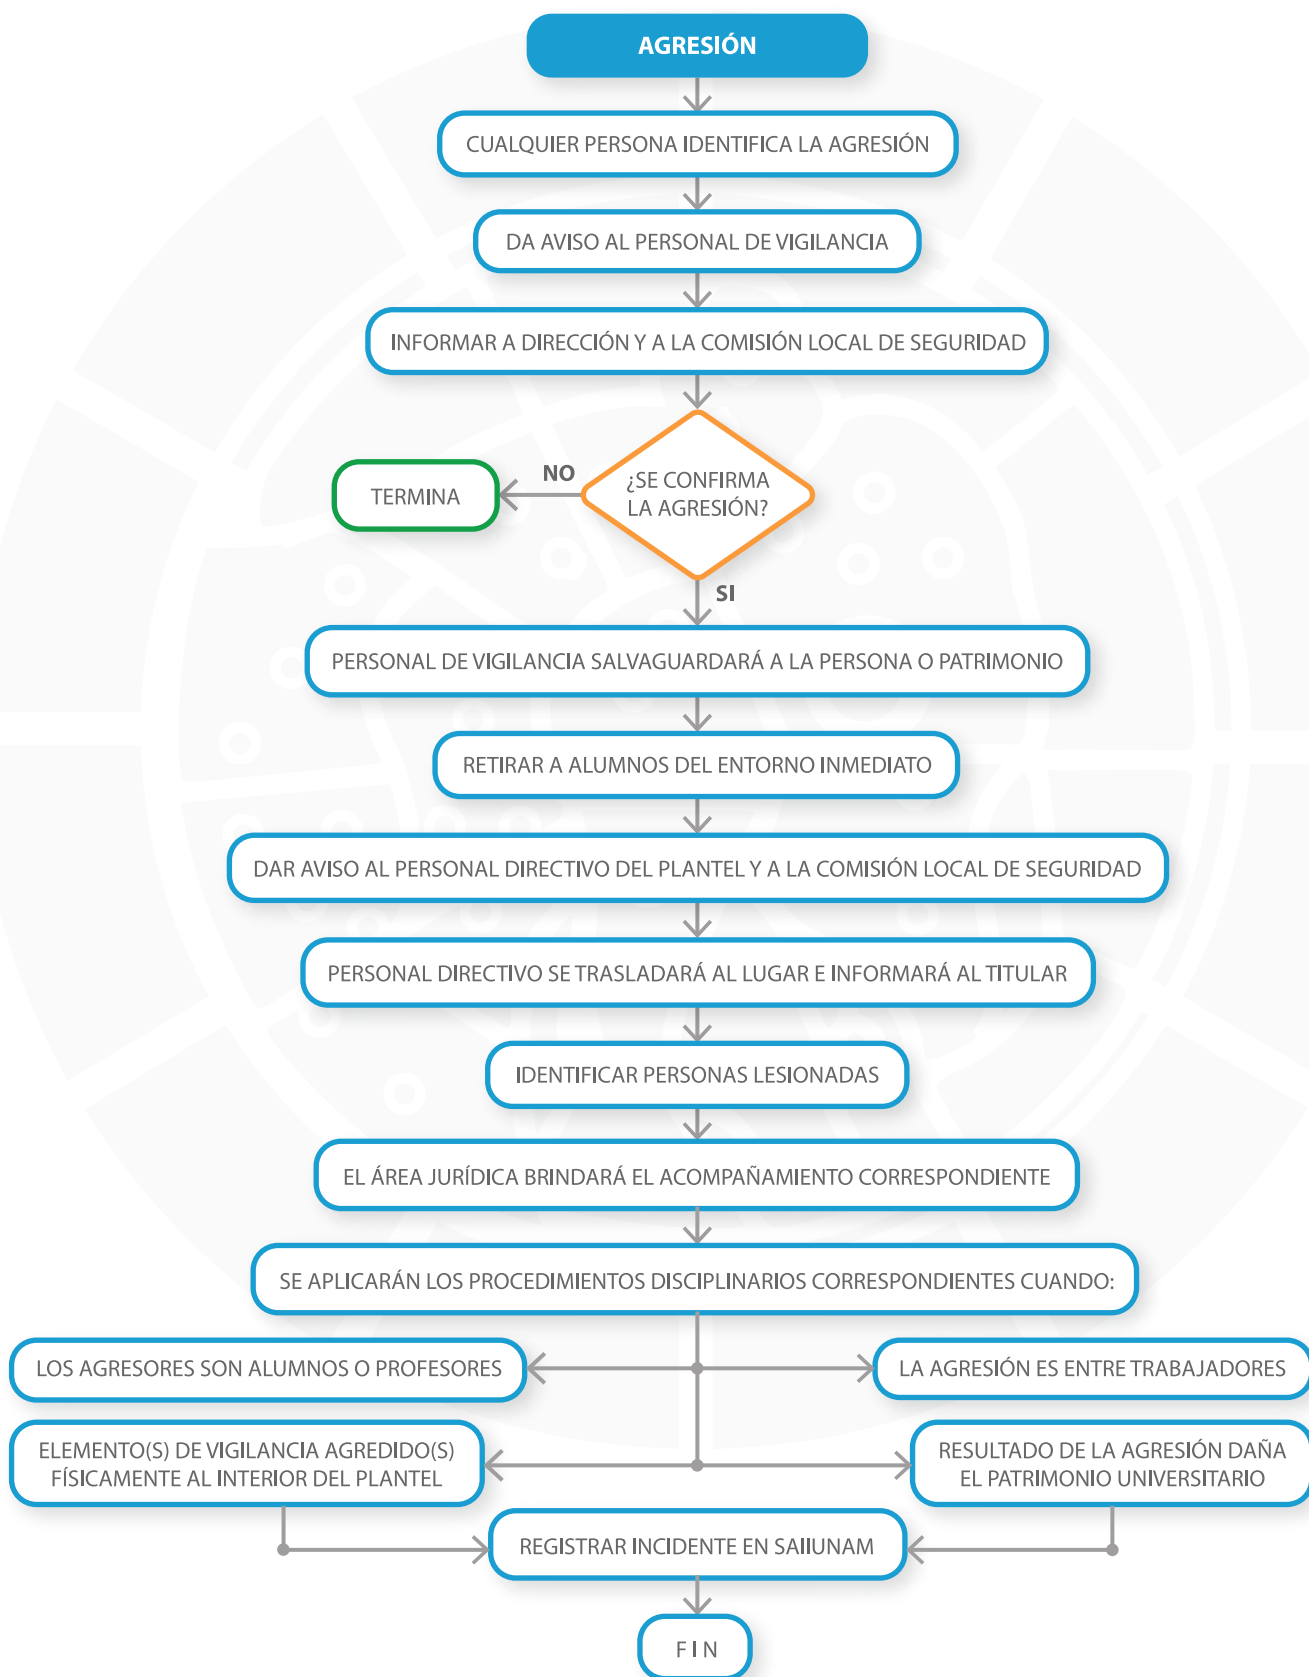 AGRESIÓN
CUALQUIER PERSONA IDENTIFICA LA AGRESIÓN
DA AVISO AL PERSONAL DE VIGILANCIA
INFORMAR A DIRECCIÓN Y A LA COMISIÓN LOCAL DE SEGURIDAD
¿SE CONFIRMA
LA AGRESIÓN?
NO
TERMINA
SI
PERSONAL DE VIGILANCIA SALVAGUARDARÁ A LA PERSONA O PATRIMONIO
RETIRAR A ALUMNOS DEL ENTORNO INMEDIATO
DAR AVISO AL PERSONAL DIRECTIVO DEL PLANTEL Y A LA COMISIÓN LOCAL DE SEGURIDAD
PERSONAL DIRECTIVO SE TRASLADARÁ AL LUGAR E INFORMARÁ AL TITULAR
IDENTIFICAR PERSONAS LESIONADAS
EL ÁREA JURÍDICA BRINDARÁ EL ACOMPAÑAMIENTO CORRESPONDIENTE
SE APLICARÁN LOS PROCEDIMIENTOS DISCIPLINARIOS CORRESPONDIENTES CUANDO:
LOS AGRESORES SON ALUMNOS O PROFESORES
LA AGRESIÓN ES ENTRE TRABAJADORES
ELEMENTO(S) DE VIGILANCIA AGREDIDO(S)
FÍSICAMENTE AL INTERIOR DEL PLANTEL
RESULTADO DE LA AGRESIÓN DAÑA
EL PATRIMONIO UNIVERSITARIO
REGISTRAR INCIDENTE EN SAIIUNAM
F I N